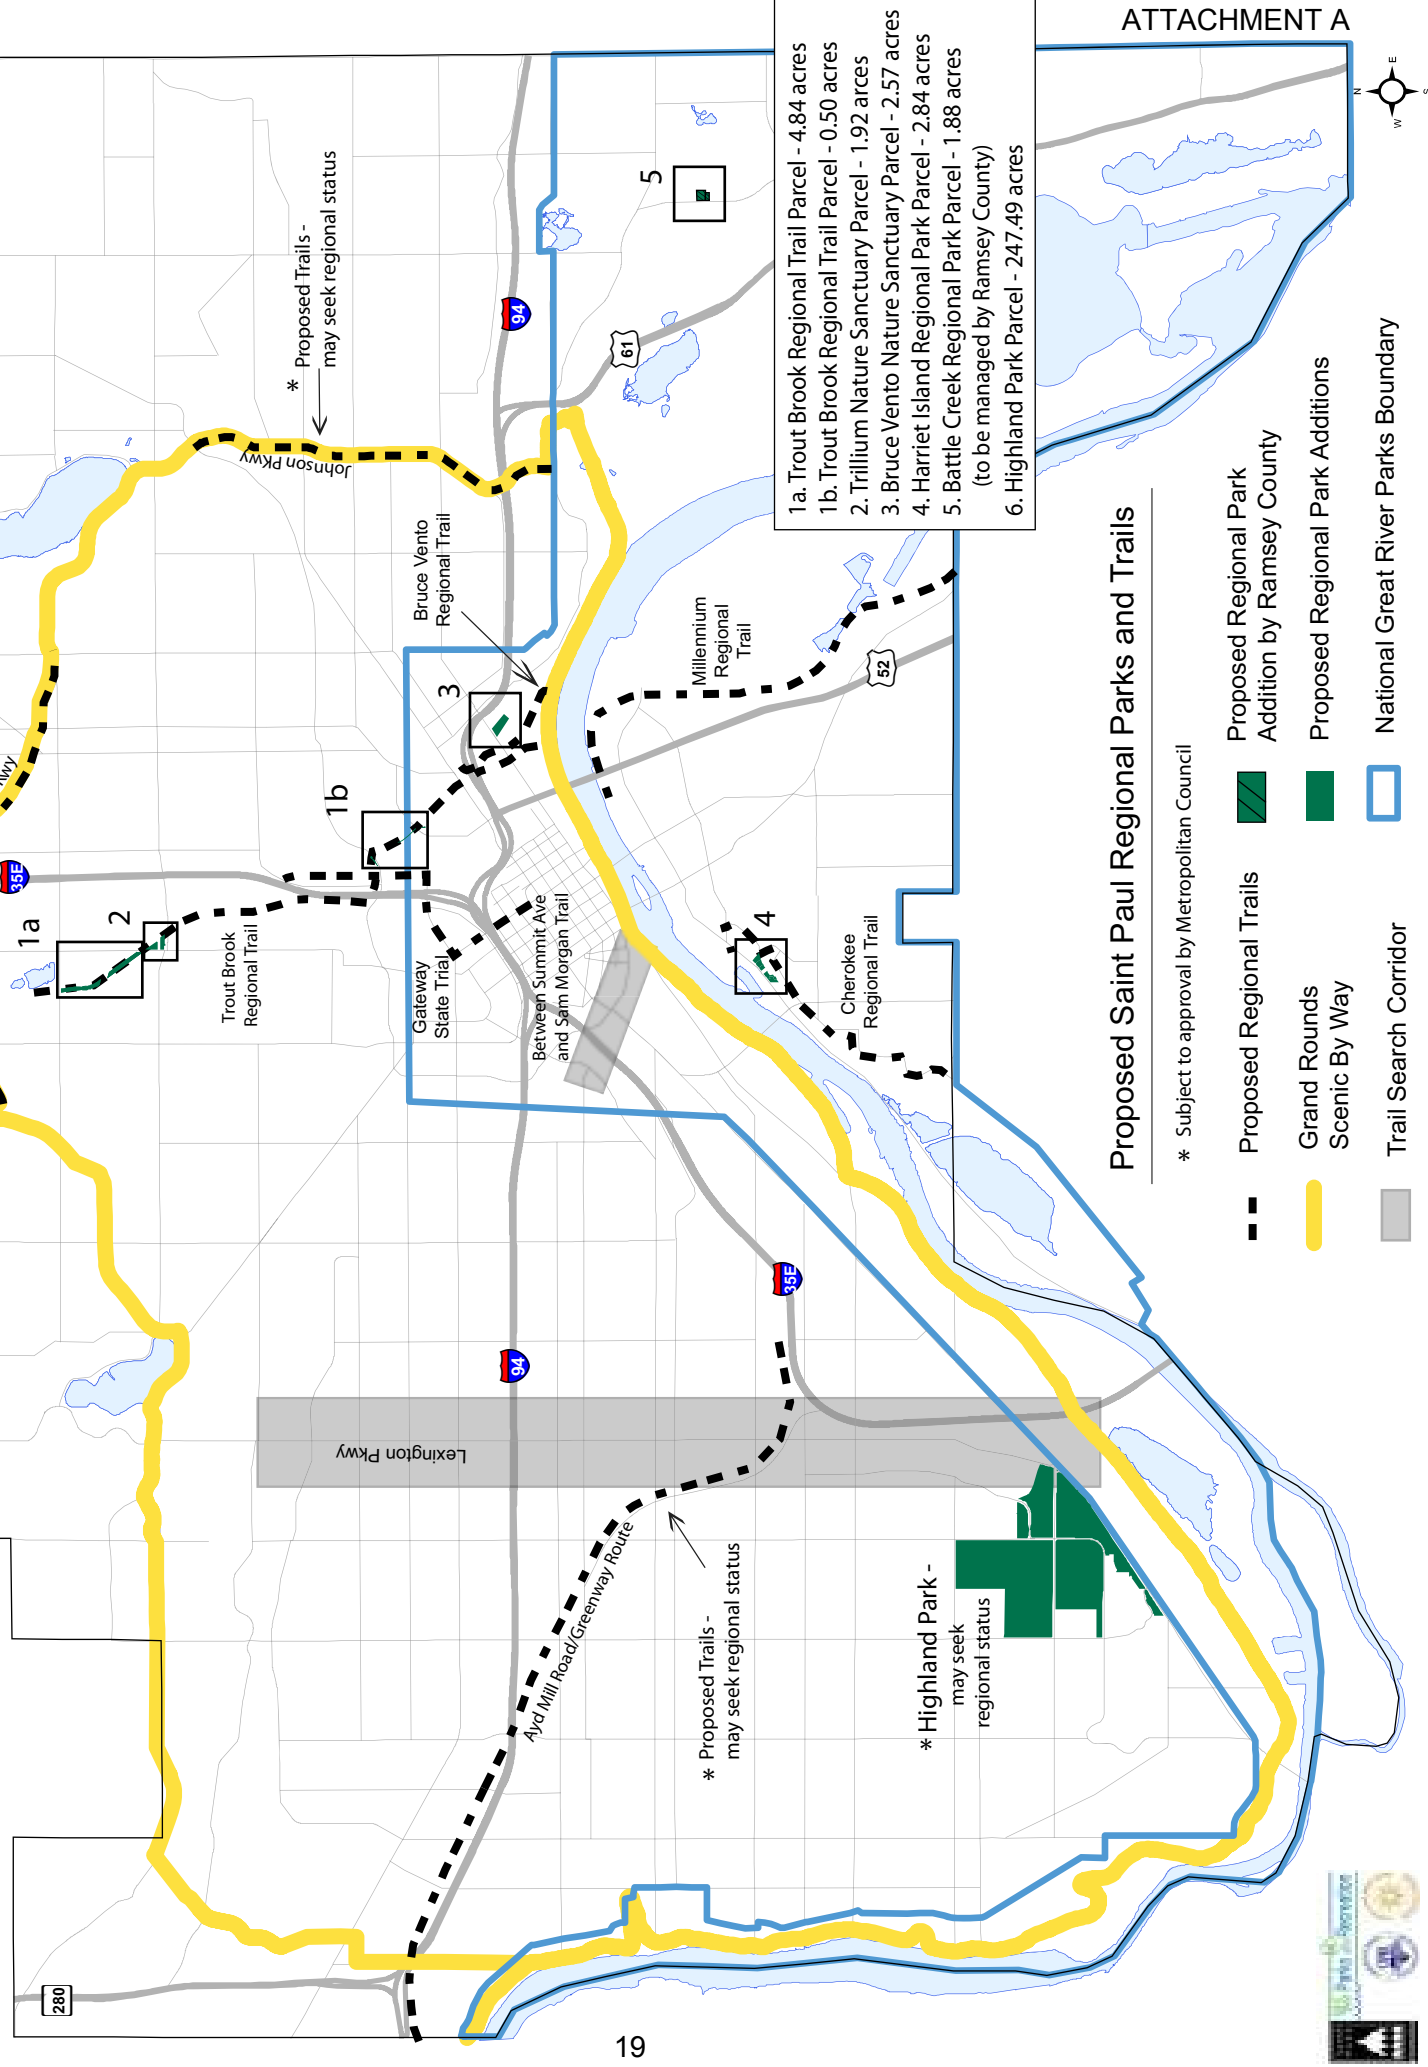 ATTACHMENT A
N
E
S
W
1a. Trout Brook Regional Trail Parcel - 4.84 acres
1b. Trout Brook Regional Trail Parcel - 0.50 acres
2. Trillium Nature Sanctuary Parcel - 1.92 arces
3. Bruce Vento Nature Sanctuary Parcel - 2.57 acres
4. Harriet Island Regional Park Parcel - 2.84 acres
5. Battle Creek Regional Park Parcel - 1.88 acres
(to be managed by Ramsey County)
6. Highland Park Parcel - 247.49 acres
5
* Proposed Trails -
may seek regional status
94
61
Johnson PKwy
Bruce Vento
Regional Trail
3
Millennium
Regional
Trail
52
1b
35E
1a
2
Trout Brook
Regional Trail
Gateway
State Trial
Between Summit Ave
and Sam Morgan Trail
4
Cherokee
Regional Trail
35E
94
Lexington Pkwy
Ayd Mill Road/Greenway Route
* Proposed Trails -
may seek regional status
* Highland Park -
may seek
regional status
280
Proposed Saint Paul Regional Parks and Trails
* Subject to approval by Metropolitan Council
Proposed Regional Trails
Grand Rounds
Scenic By Way
Trail Search Corridor
Proposed Regional Park
Addition by Ramsey County
Proposed Regional Park Additions
National Great River Parks Boundary
19